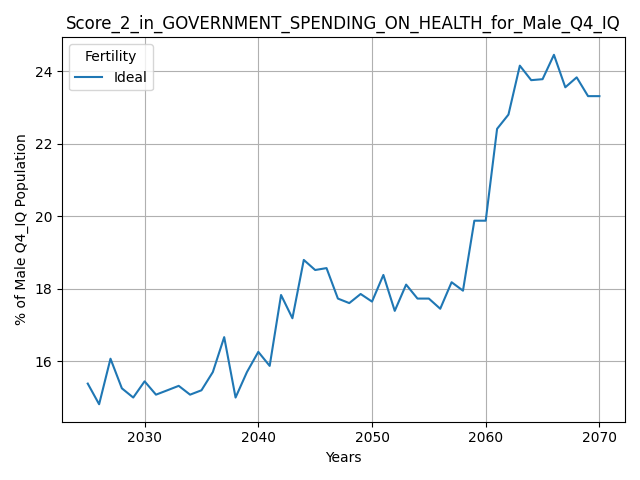 Score_2_in_GOVERNMENT_SPENDING_ON_HEALTH_for_Male_Q4_IQ
Fertility
Ideal
% of Male Q4_IQ Population
24
22
20
18
16
2030
2040
2050
2060
2070
Years